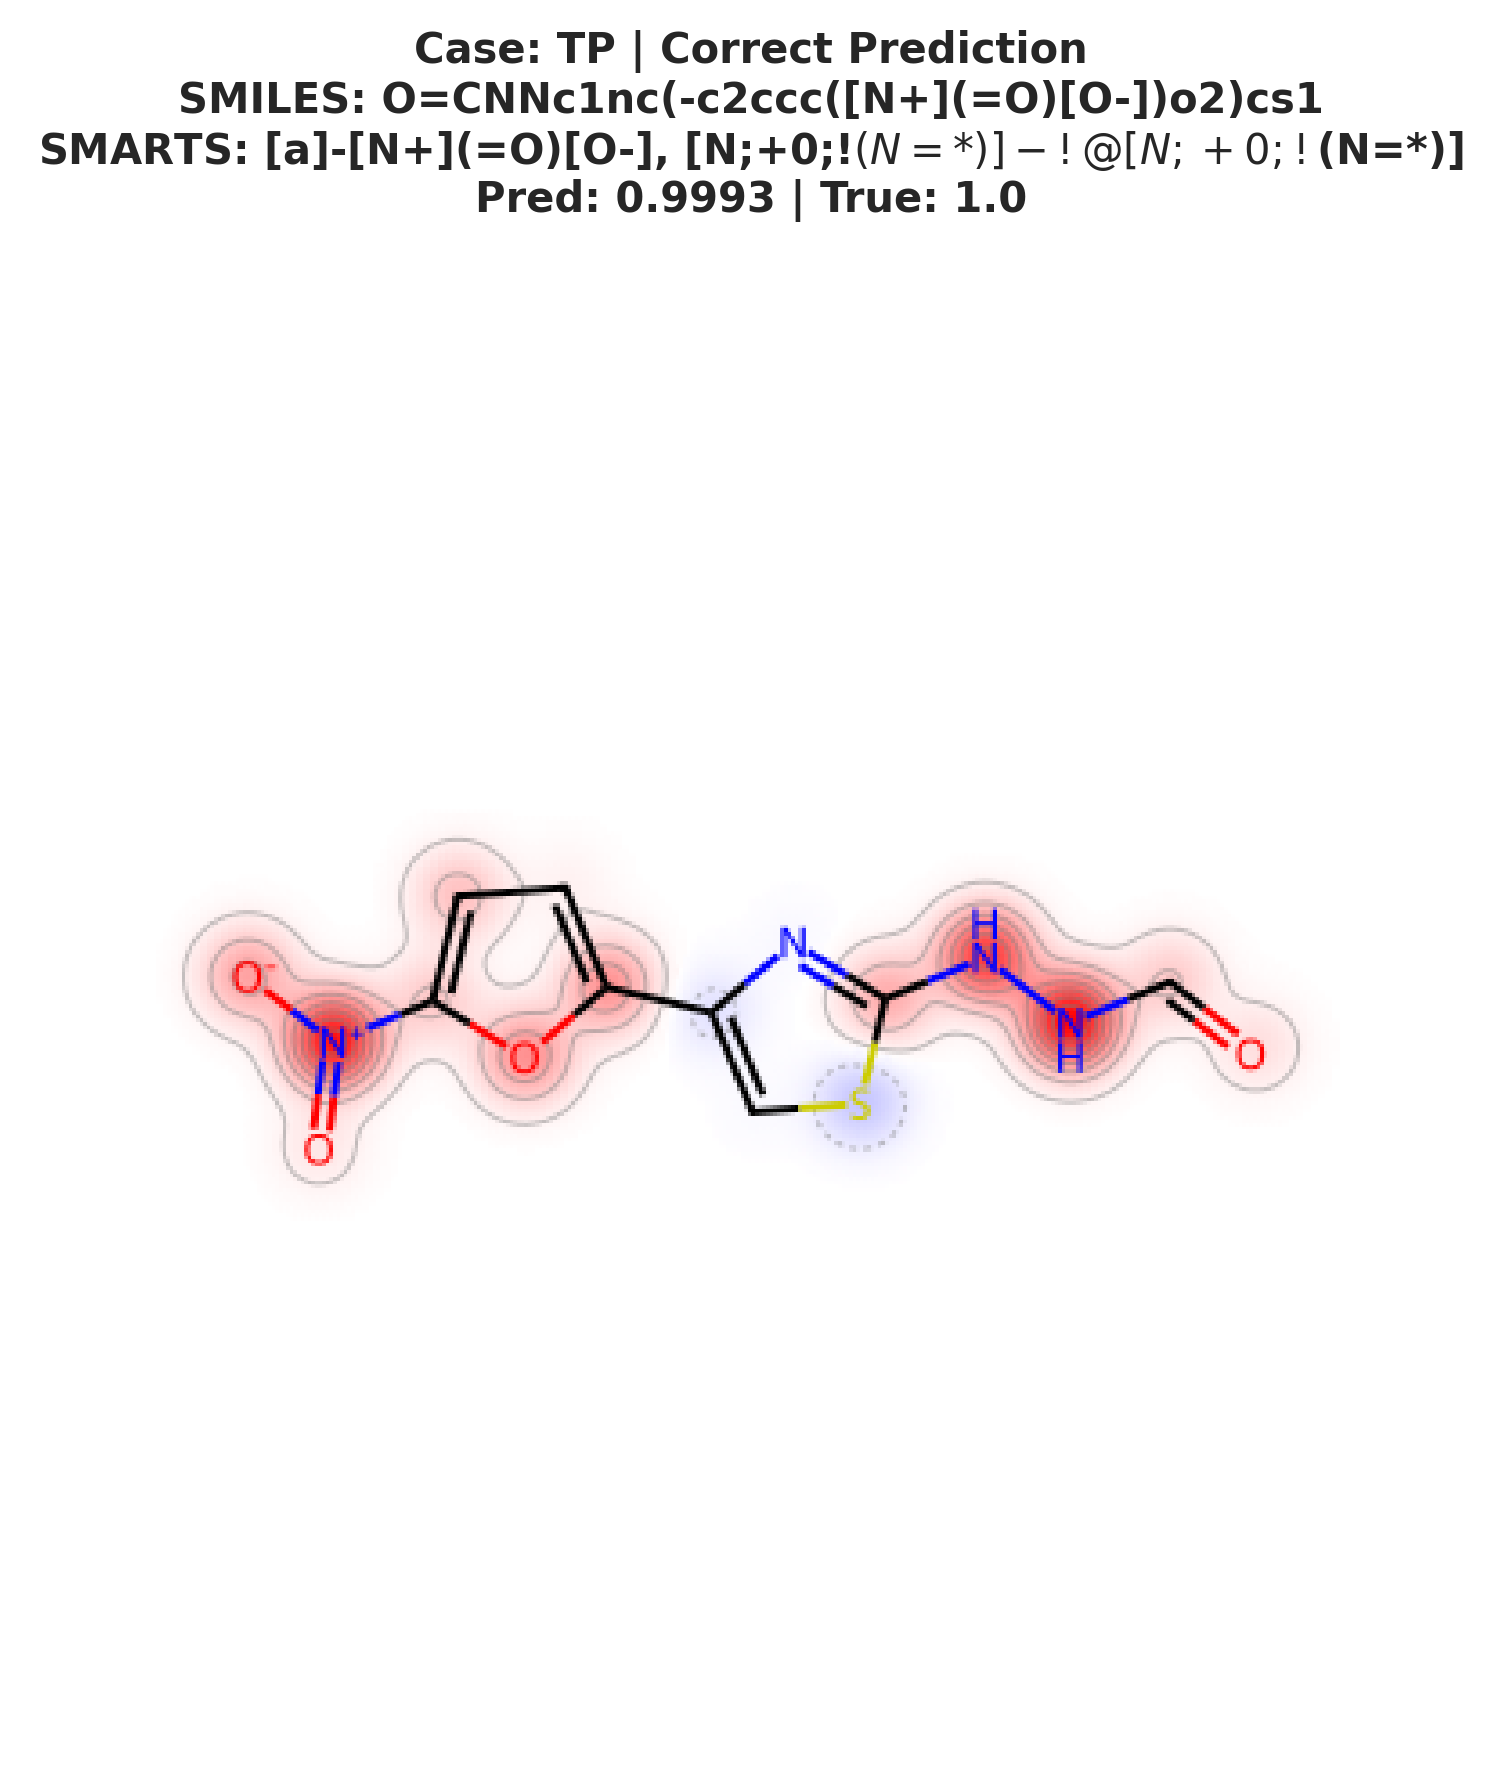 Case: TP | Correct Prediction
SMILES: O=CNNc1nc(-c2ccc([N+](=O)[O-])o2)cs1
SMARTS: [a]-[N+](=O)[O-], [N;+0;!(N = *)] − ! @[N; +0; ! (N=*)]
Pred: 0.9993 | True: 1.0
H
N
N
O-
N+
N
H
O
O
S
O